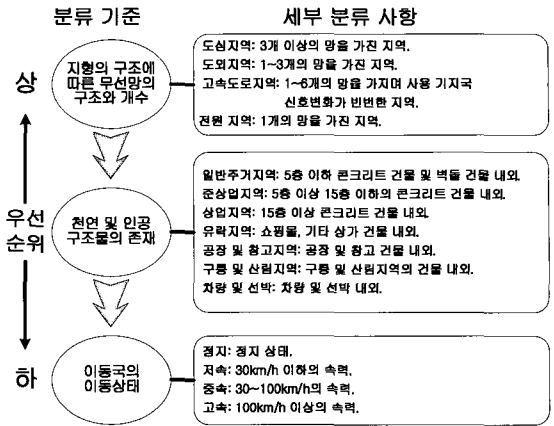 분류 기준
세부 분류 사항
상
우선
순위
하
지형의 구조에
따른 무선망의
구조와 개수
도심지역: 3개 이상의 망을 가진 지역.
도외지역: 1~3개의 망을 가진 지역.
고속도로지역: 1~6개의 망을 가지며 사용 기지국
신호변화가 빈번한 지역.
전원 지역: 1개의 망을 가진 지역.
천연 및 인공
구조물의 존재
일반주거지역: 5층 이하 콘크리트 건물 및 벽돌 건물 내외.
준상업지역: 5층 이상 15층 이하의 콘크리트 건물 내외.
상업지역: 15층 이상 콘크리트 건물 내외.
유락지역: 쇼핑몰, 기타 상가 건물 내외.
공장 및 창고지역: 공장 및 창고 건물 내외.
구릉 및 산림지역: 구릉 및 산림지역의 건물 내외.
차량 및 선박: 차량 및 선박 내외.
이동국의
이동상태
정지: 정지 상태.
저속: 30km/h 이하의 속력.
중속: 30~100km/h의 속력.
고속: 100km/h 이상의 속력.